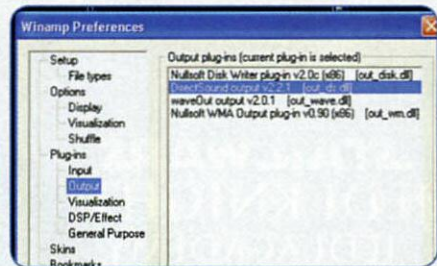 Winamp Preferences
Setup
File types
Options
Display
Visualization
Shuffle
Plug-ins
Input
Output
Visualization
DSP/Effect
General Purpose
Skins
Bookmarks
Output plug-ins (current plug-in is selected)
Nullsoft Disk Writer plug-in v2.0c (x86) [out_disk.dll]
DirectSound output v2.2.1 [out_ds.dll]
waveOut output v2.0.1 [out_wave.dll]
Nullsoft WMA Output plug-in v0.90 (x86) [out_wm.dll]